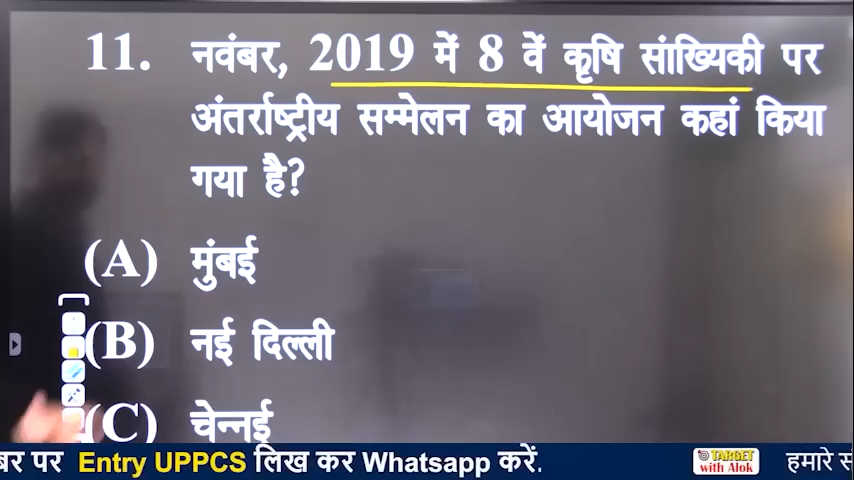 11. नवंबर, 2019 में 8 वें कृषि सांख्यिकी पर
अंतर्राष्ट्रीय सम्मेलन का आयोजन कहां किया
गया है?
(A) मुंबई
(B) नई दिल्ली
(C) चेन्नई
बर पर Entry UPPCS लिख कर Whatsapp करें.
TARGET
with Alok
हमारे